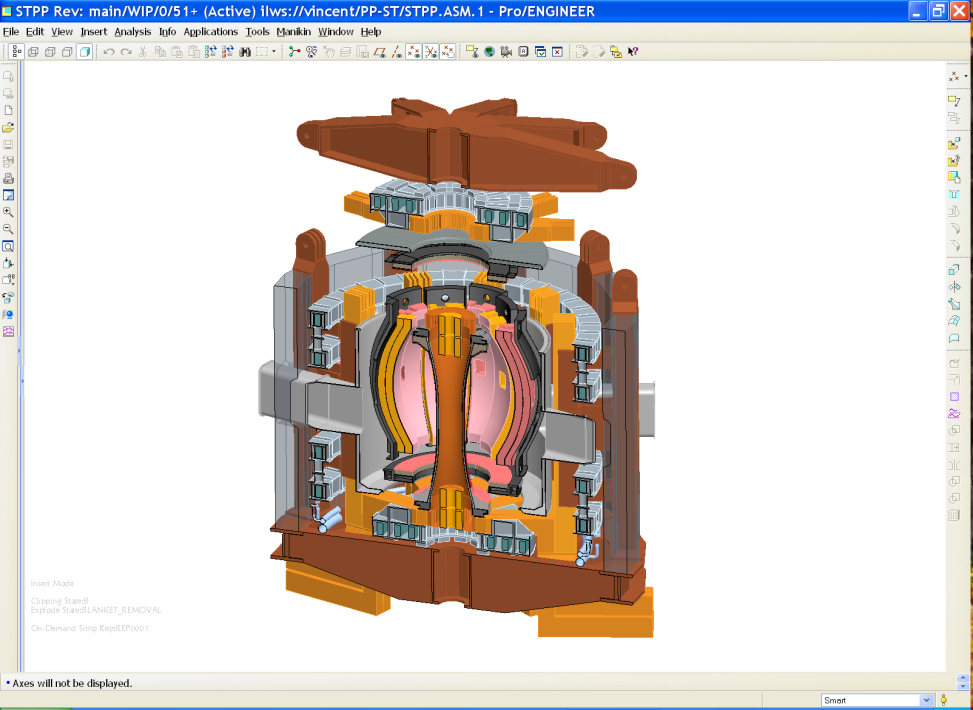 STPP Rev: main/WIP/0/51+ (Active) ilws://vincent/PP-ST/STPP.ASM.1 - Pro/ENGINEER
File Edit View Insert Analysis Info Applications Tools Manikin Window Help
Insert Mode
Clipping State:B
Explode State:BLANKET_REMOVAL
On-Demand Simp Rep:REP0001
• Axes will not be displayed.
Smart